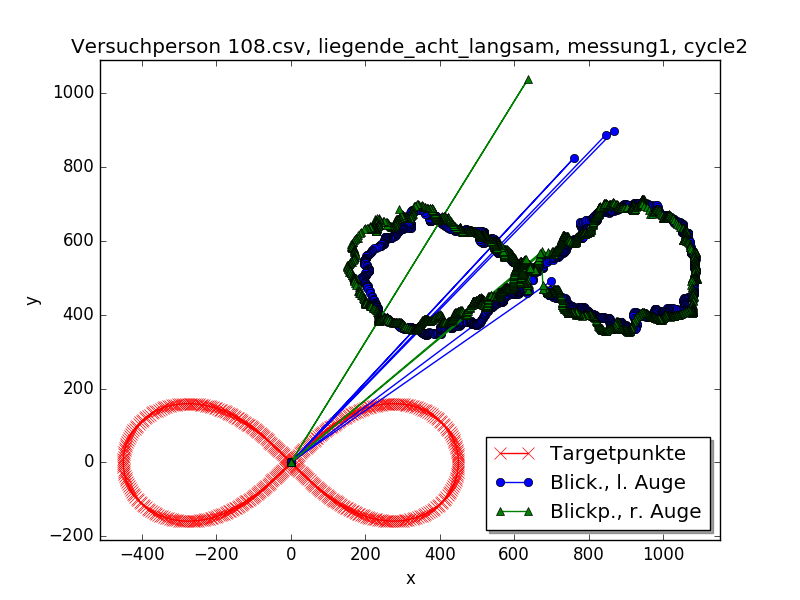 Versuchperson 108.csv, liegende_acht_langsam, messung1, cycle2
1000
800
600
400
200
0
−200
y
−400
−200
0
200
400
600
800
1000
x
Targetpunkte
Blick., l. Auge
Blickp., r. Auge